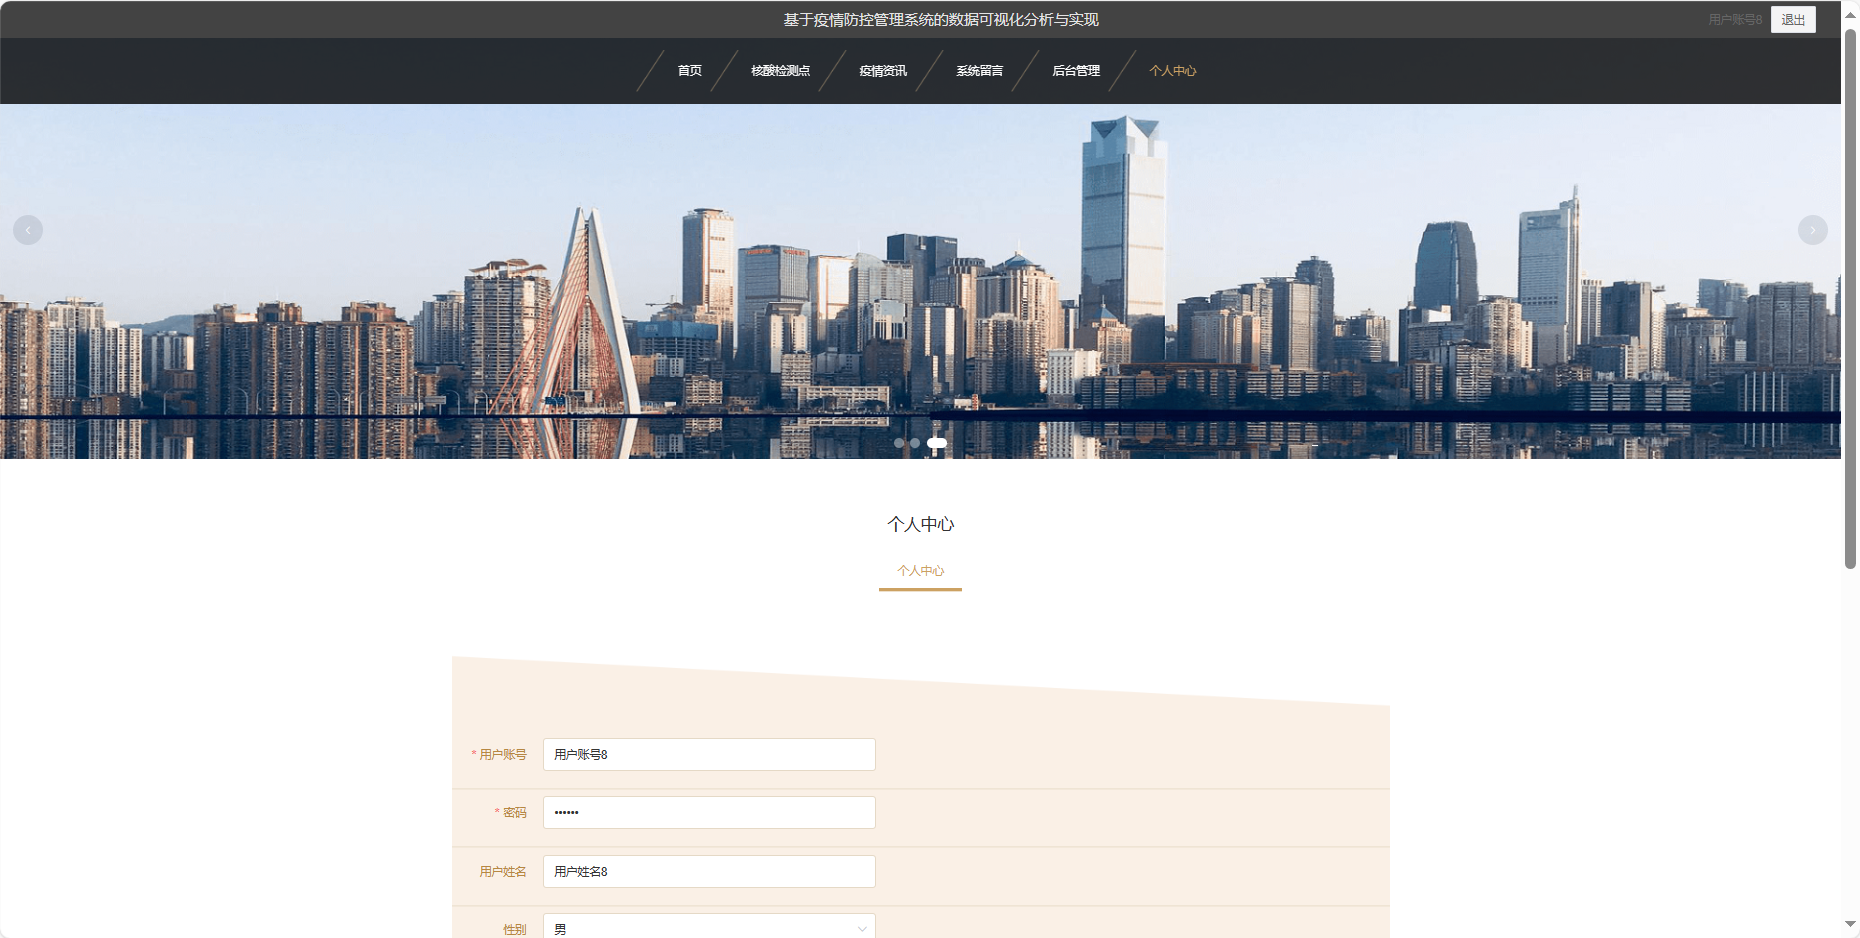 基于疫情防控管理系统的数据可视化分析与实现
用户账号8 退出
首页 核酸检测点 疫情资讯 系统留言 后台管理 个人中心
个人中心
个人中心
* 用户账号 用户账号8
* 密码 ••••••
用户姓名 用户姓名8
性别 男